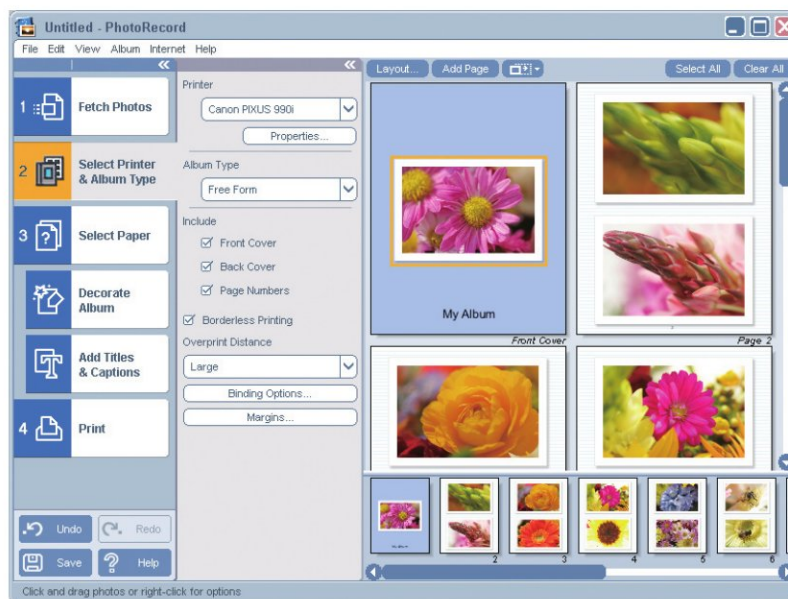 Untitled - PhotoRecord
File Edit View Album Internet Help
Layout... Add Page Select All Clear All
1 Fetch Photos
2 Select Printer
& Album Type
3 Select Paper
Decorate
Album
Add Titles
& Captions
4 Print
Undo Redo
Save Help
Printer
Canon PIXUS 990i
Properties...
Album Type
Free Form
Include
Front Cover
Back Cover
Page Numbers
Borderless Printing
Overprint Distance
Large
Binding Options...
Margins...
My Album
Front Cover
Page 2
2 3 4 5 6
Click and drag photos or right-click for options